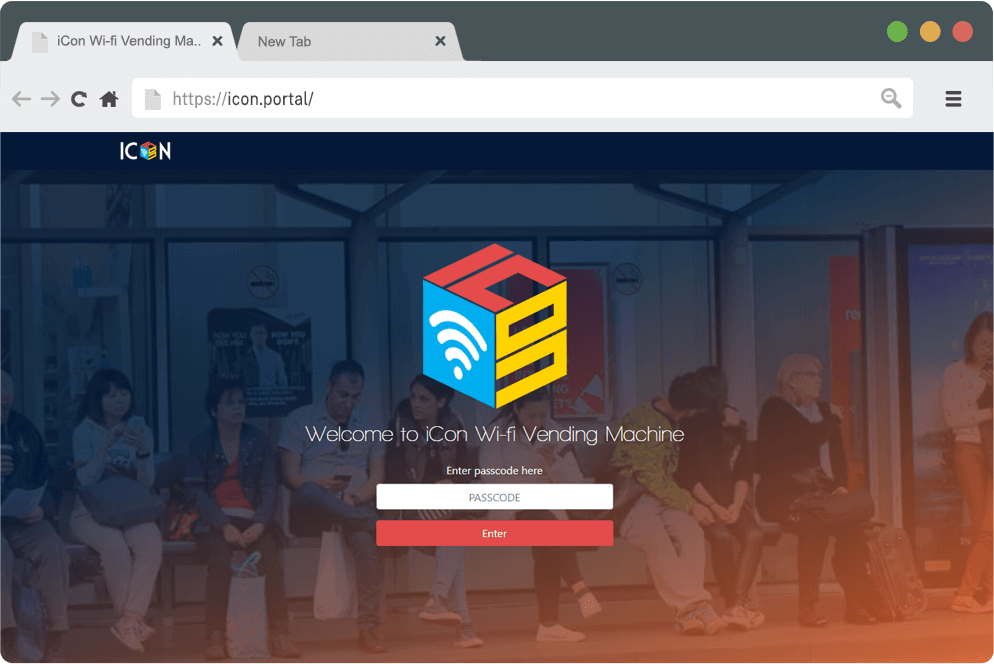 iCon Wi-fi Vending Ma..
New Tab
https://icon.portal/
ICON
Welcome to iCon Wi-fi Vending Machine
Enter passcode here
PASSCODE
Enter